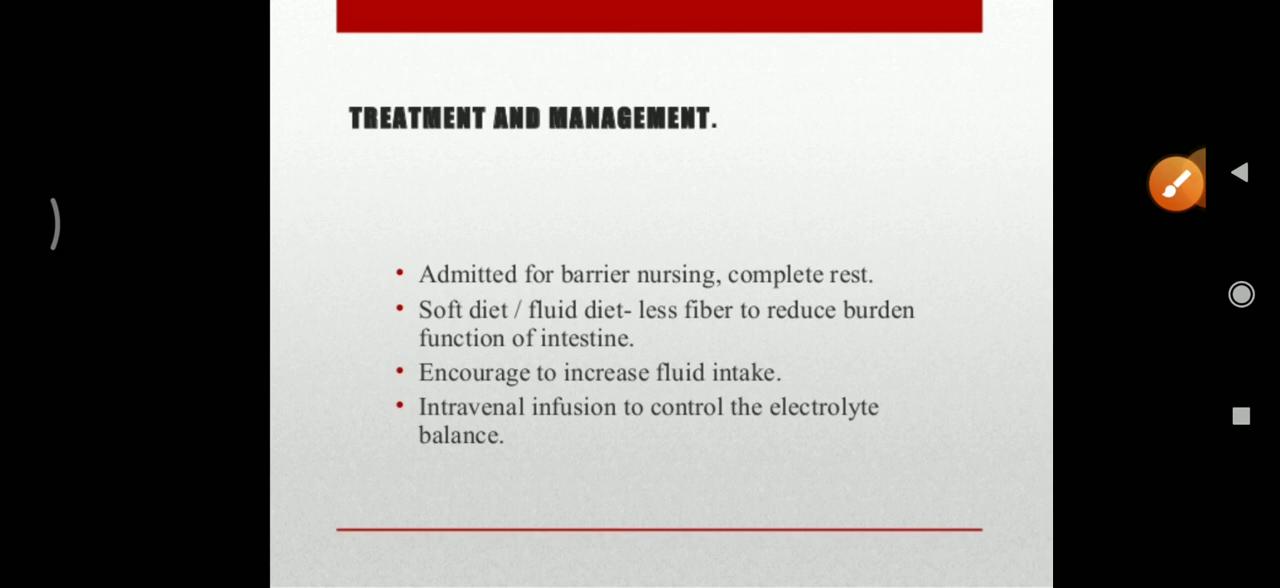 TREATMENT AND MANAGEMENT.
• Admitted for barrier nursing, complete rest.
• Soft diet / fluid diet- less fiber to reduce burden
function of intestine.
• Encourage to increase fluid intake.
• Intravenal infusion to control the electrolyte
balance.